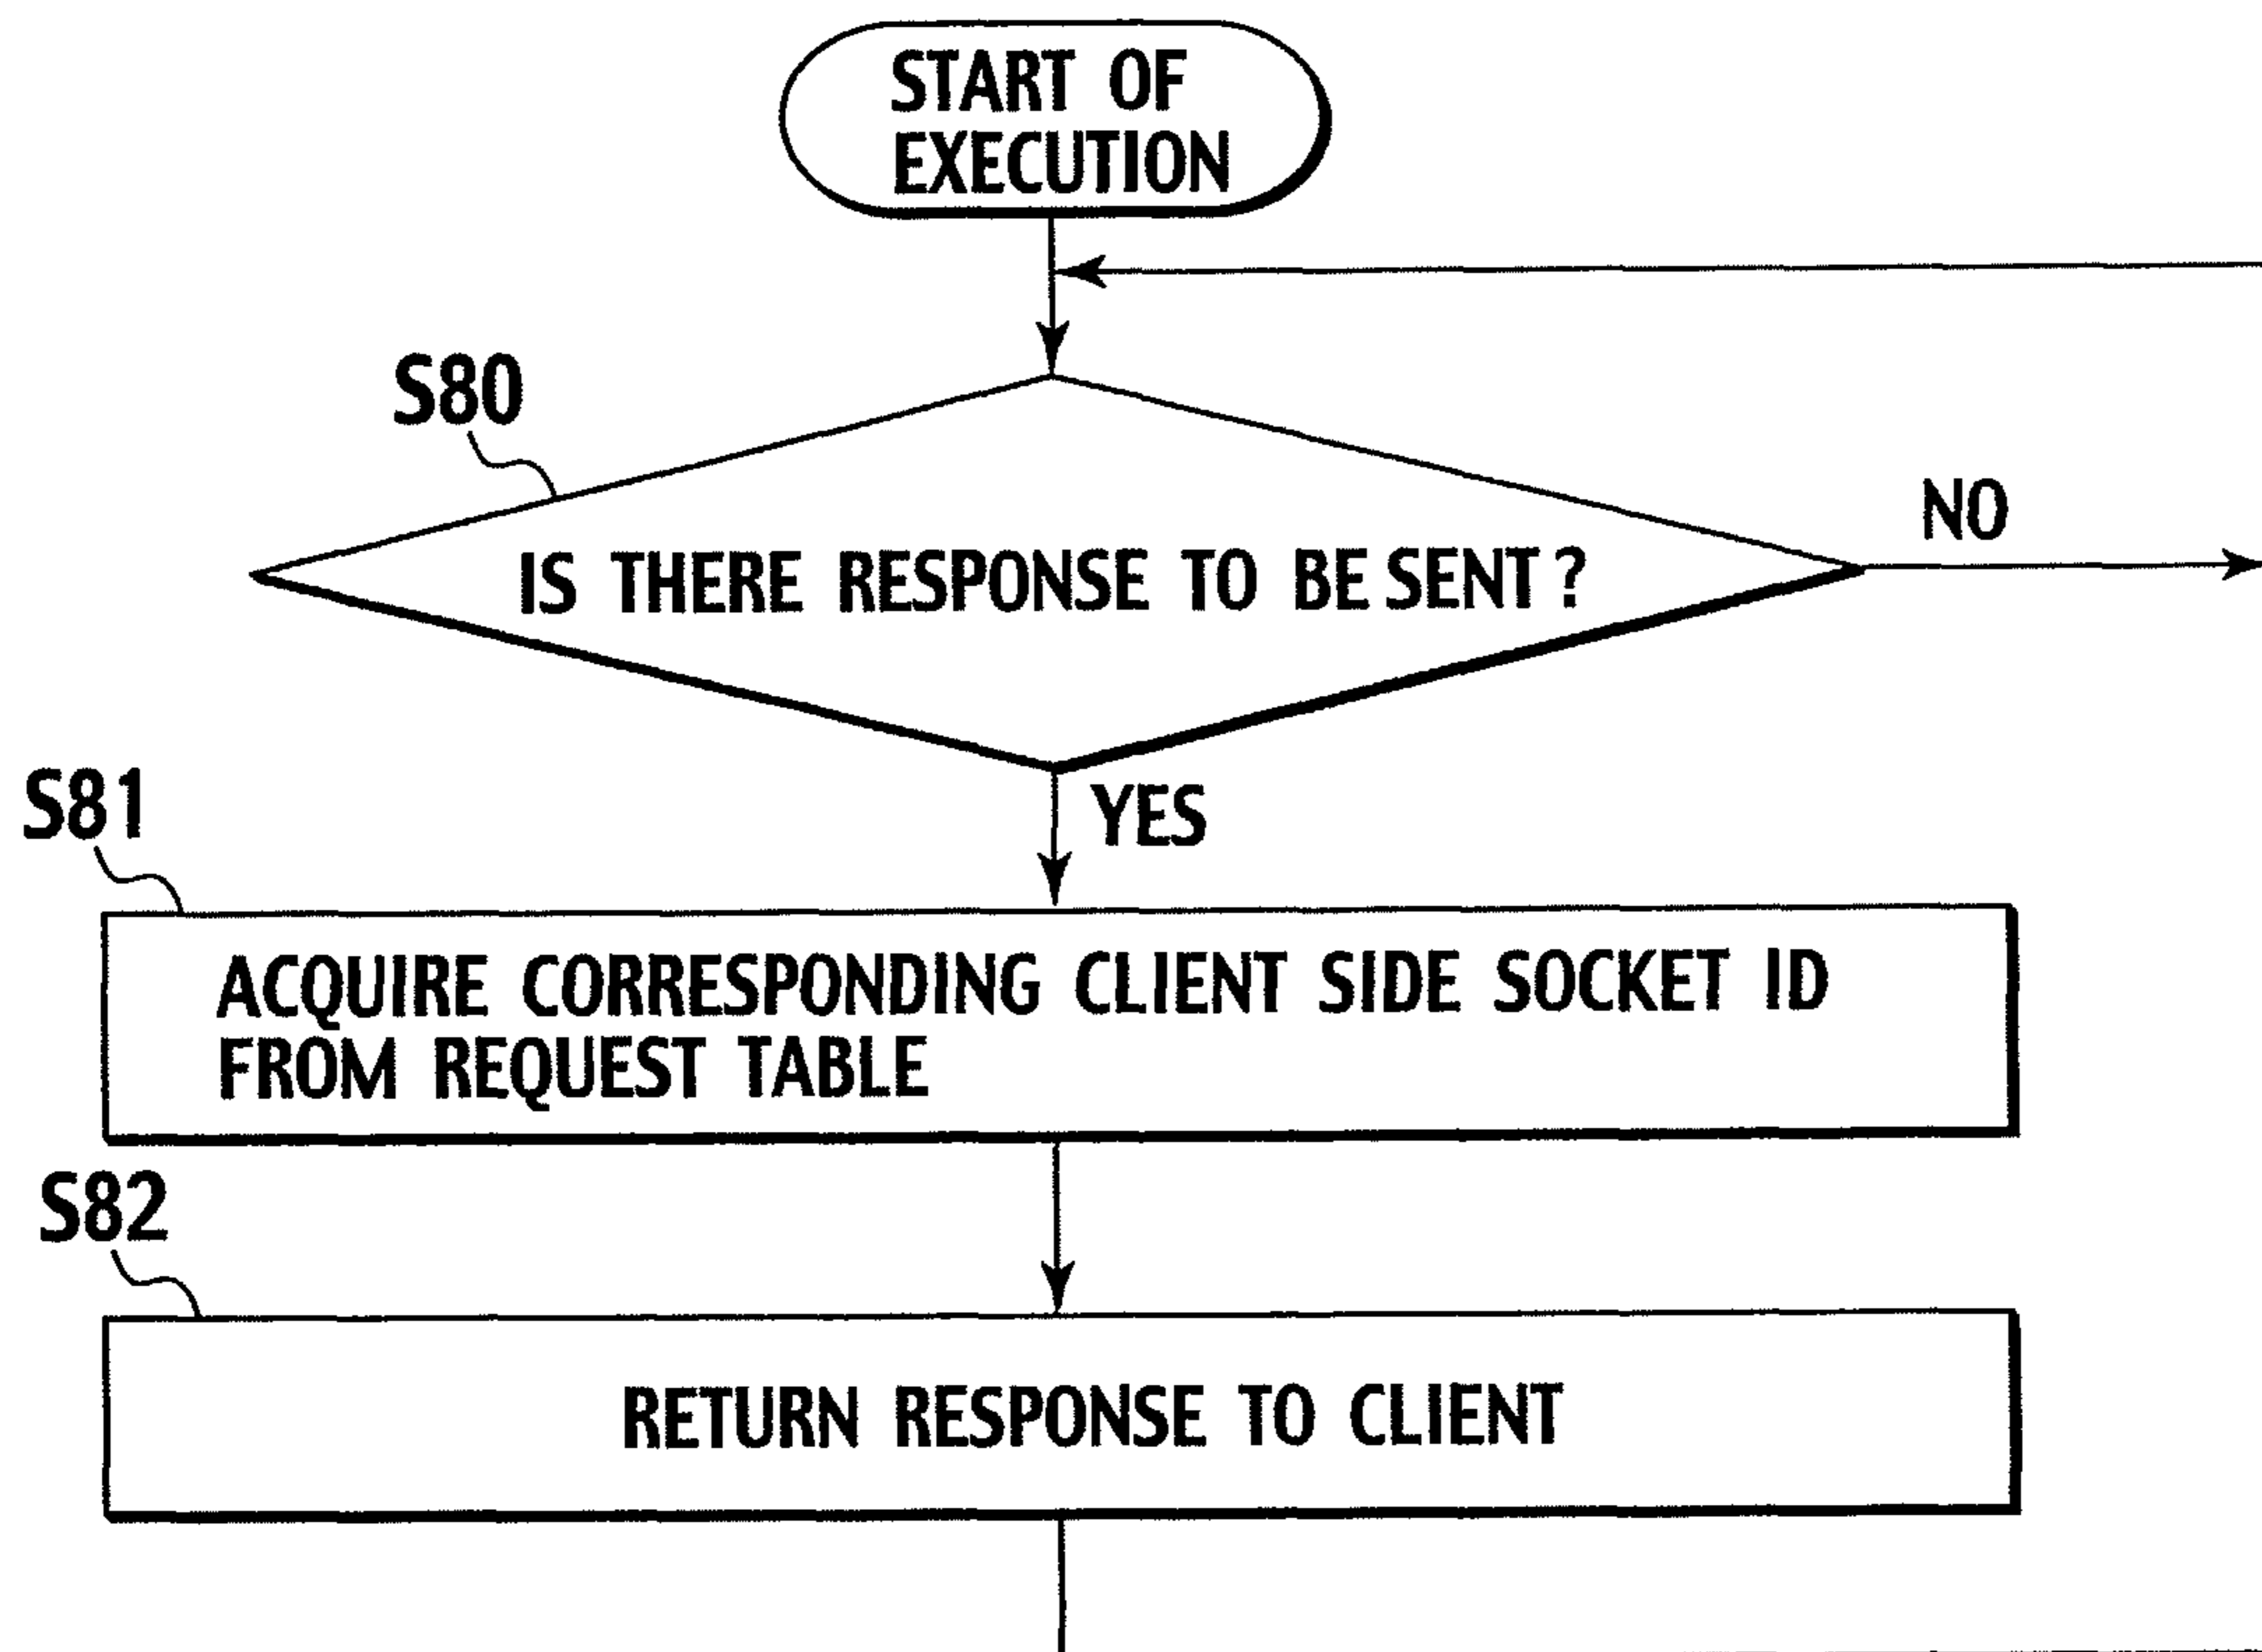 START OF
EXECUTION
S80
NO
IS THERE RESPONSE TO BE SENT?
YES
S81
ACQUIRE CORRESPONDING CLIENT SIDE SOCKET ID
FROM REQUEST TABLE
S82
RETURN RESPONSE TO CLIENT